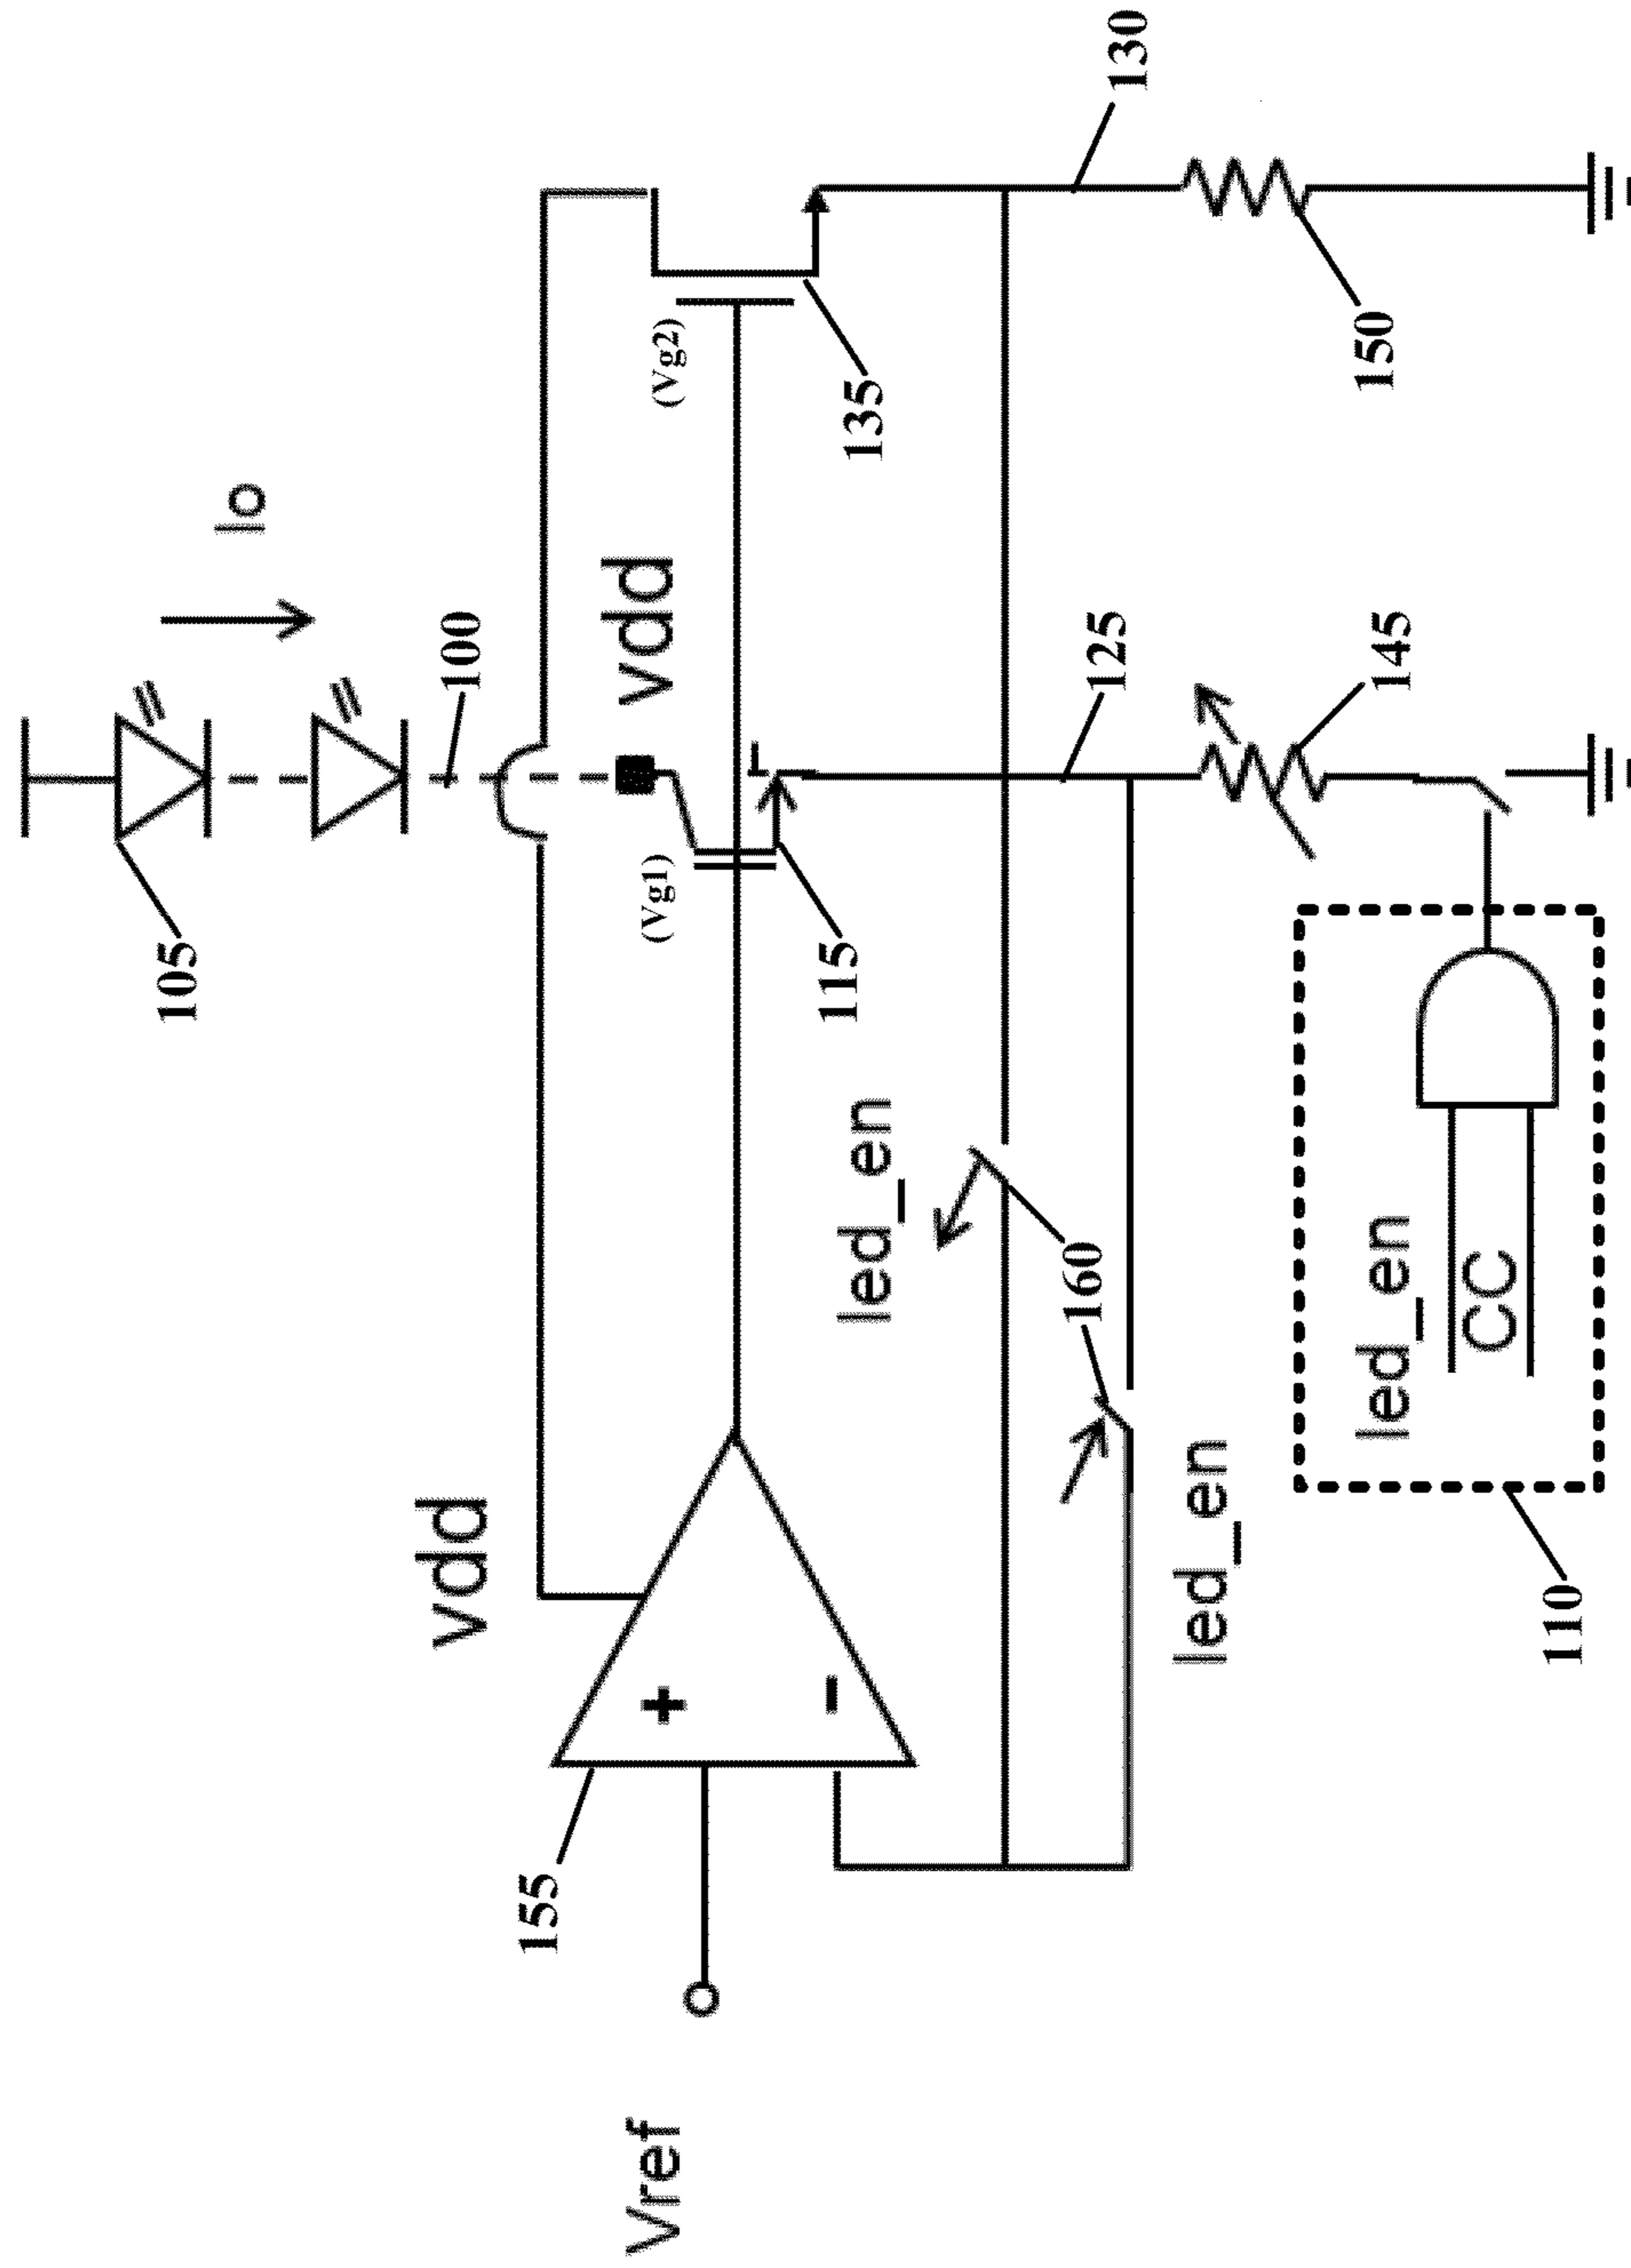 105
Io
100
Vdd
155
Vref
+
(Vg1)
Vdd
(Vg2)
-
115
135
led_en
160
125
130
led_en
led_en
145
150
CC
110